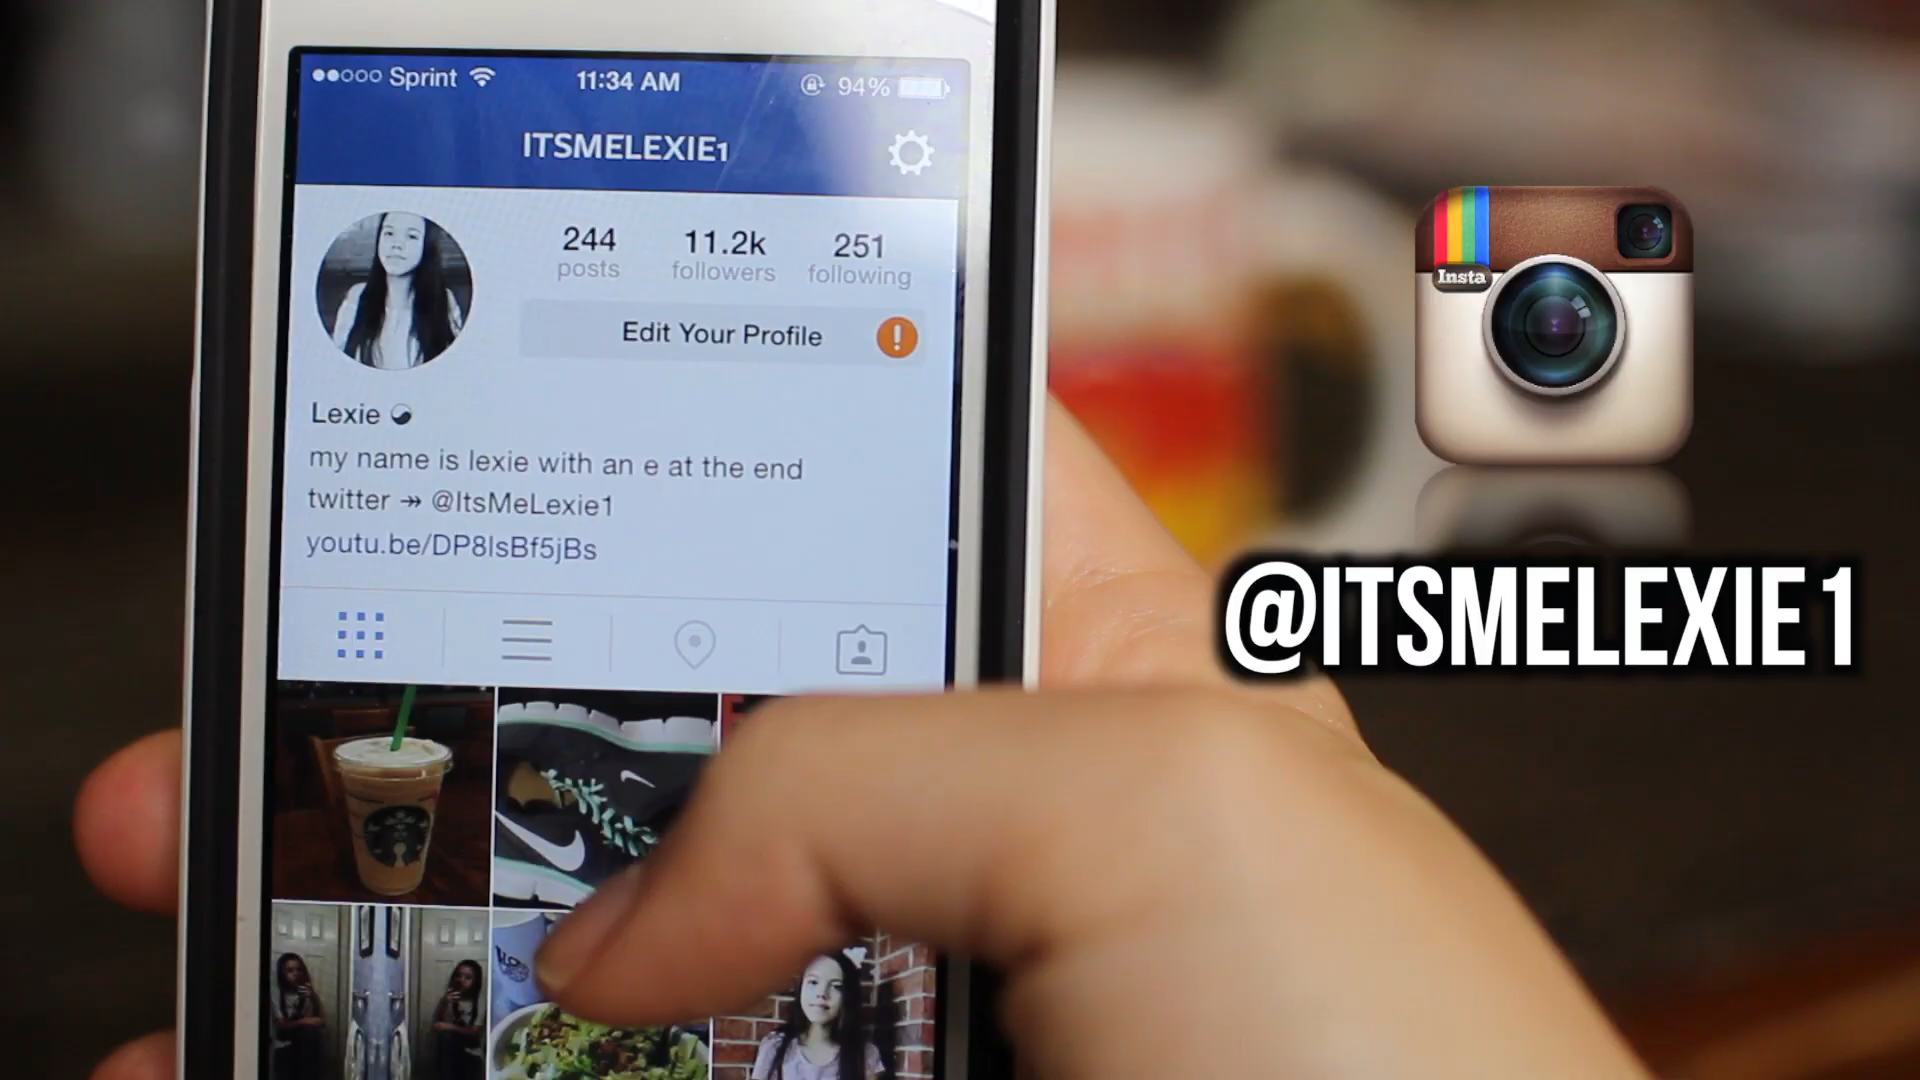 Sprint 11:34 AM 94%
ITSMELEXIE1
244 11.2k 251
posts followers following
Edit Your Profile !
Lexie
my name is lexie with an e at the end
twitter ↠ @ItsMeLexie1
youtu.be/DP8IsBf5jBs
Insta
@ITSMELEXIE1